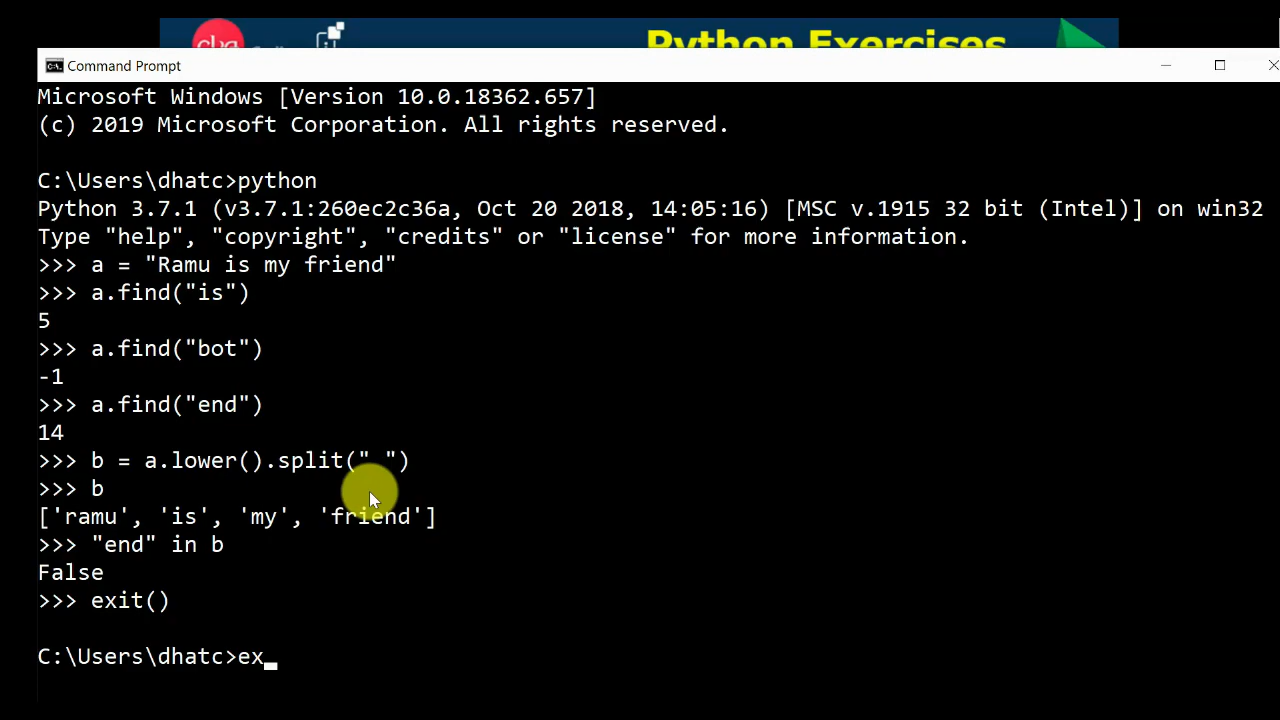 Python Exercises
Command Prompt
Microsoft Windows [Version 10.0.18362.657]
(c) 2019 Microsoft Corporation. All rights reserved.
C:\Users\dhatc>python
Python 3.7.1 (v3.7.1:260ec2c36a, Oct 20 2018, 14:05:16) [MSC v.1915 32 bit (Intel)] on win32
Type "help", "copyright", "credits" or "license" for more information.
>>> a = "Ramu is my friend"
>>> a.find("is")
5
>>> a.find("bot")
-1
>>> a.find("end")
14
>>> b = a.lower().split(" ")
>>> b
['ramu', 'is', 'my', 'friend']
>>> "end" in b
False
>>> exit()
C:\Users\dhatc>ex